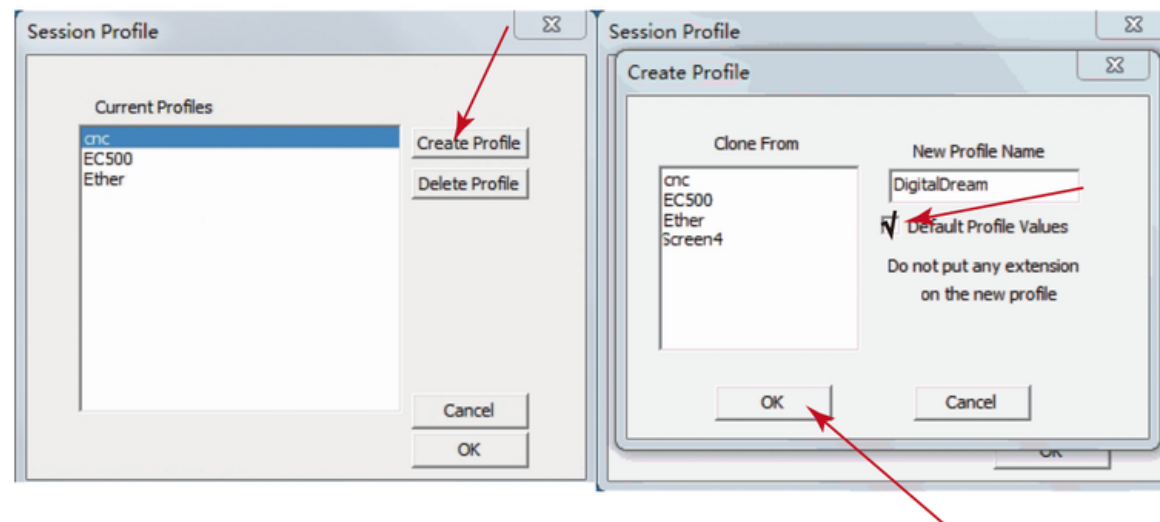 Session Profile
Current Profiles
cnc
EC500
Ether
Create Profile
Delete Profile
Cancel
OK
Session Profile
Create Profile
Clone From
cnc
EC500
Ether
Screen4
New Profile Name
DigitalDream
Default Profile Values
Do not put any extension
on the new profile
OK
Cancel
OK